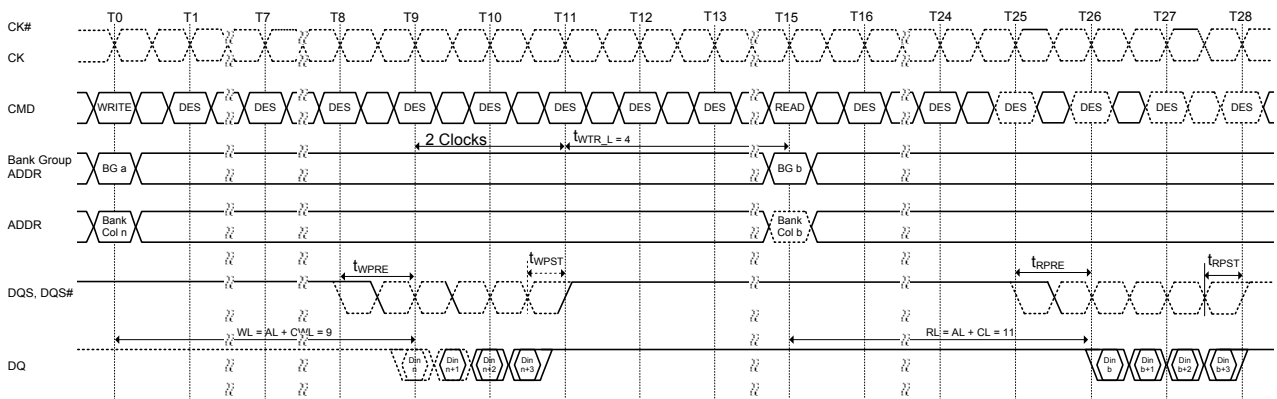 T0 T1 T7 T8 T9 T10 T11 T12 T13 T15 T16 T24 T25 T26 T27 T28
CK#
CK
CMD WRITE DES DES DES DES DES DES DES DES READ DES DES DES DES DES DES
2 Clocks tWTR_L = 4
Bank Group
ADDR
BG a BG b
ADDR
Bank
Col n
Bank
Col b
tWPRE tWPST tRPRE tRPST
DQS, DQS#
WL = AL + CWL = 9 RL = AL + CL = 11
DQ
Din
n
Din
n+1
Din
n+2
Din
n+3
Din
b
Din
b+1
Din
b+2
Din
b+3